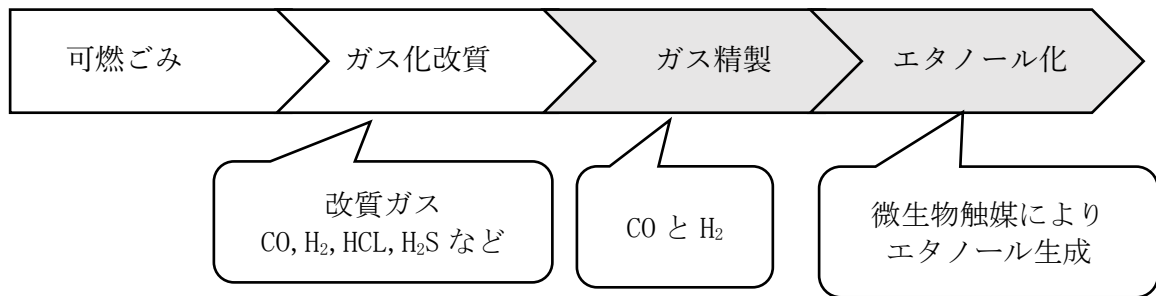 可燃ごみ
ガス化改質
ガス精製
エタノール化
改質ガス
CO, H₂, HCL, H₂S など
CO と H₂
微生物触媒により
エタノール生成